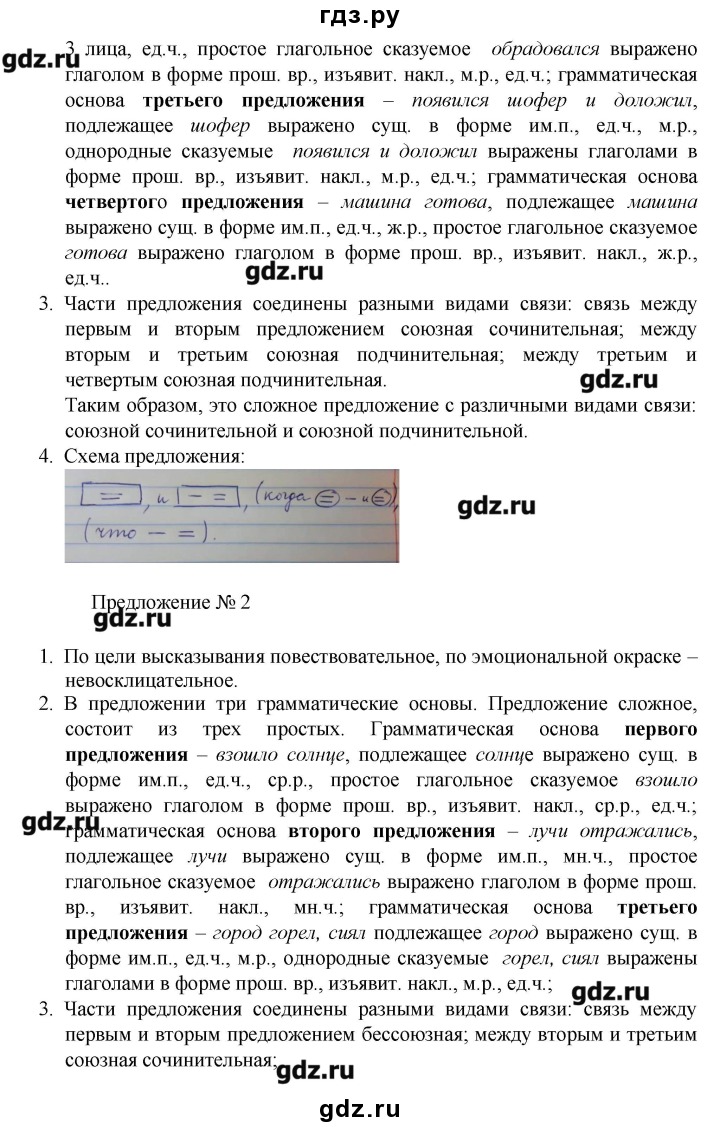 гдз.ру
3 лица, ед.ч., простое глагольное сказуемое обрадовался выражено
gdz.ru
глаголом в форме прош. вр., изъявит. накл., м.р., ед.ч.; грамматическая
основа третьего предложения – появился шофер и доложил,
подлежащее шофер выражено сущ. в форме им.п., ед.ч., м.р.,
однородные сказуемые появился и доложил выражены глаголами в
форме прош. вр., изъявит. накл., м.р., ед.ч.; грамматическая основа
четвертого предложения – машина готова, подлежащее машина
выражено сущ. в форме им.п., ед.ч., ж.р., простое глагольное сказуемое
готова выражено глаголом в форме прош. вр., изъявит. накл., ж.р.,
gdz.ru
ед.ч..
3. Части предложения соединены разными видами связи: связь между
первым и вторым предложением союзная сочинительная; между
вторым и третьим союзная подчинительная; между третьим и
четвертым союзная подчинительная.
gdz.ru
Таким образом, это сложное предложение с различными видами связи:
союзной сочинительной и союзной подчинительной.
4. Схема предложения:
[=], и [– =], (когда (=) – и (=)),
gdz.ru
(что – =).
Предложение № 2
gdz.ru
1. По цели высказывания повествовательное, по эмоциональной окраске –
невосклицательное.
2. В предложении три грамматические основы. Предложение сложное,
состоит из трех простых. Грамматическая основа первого
предложения – взошло солнце, подлежащее солнце выражено сущ. в
форме им.п., ед.ч., ср.р., простое глагольное сказуемое взошло
выражено глаголом в форме прош. вр., изъявит. накл., ср.р., ед.ч.;
gdz.ru
грамматическая основа второго предложения – лучи отражались,
подлежащее лучи выражено сущ. в форме им.п., мн.ч., простое
глагольное сказуемое отражались выражено глаголом в форме прош.
вр., изъявит. накл., мн.ч.; грамматическая основа третьего
предложения – город горел, сиял подлежащее город выражено сущ. в
форме им.п., ед.ч., м.р., однородные сказуемые горел, сиял выражены
глаголами в форме прош. вр., изъявит. накл., м.р., ед.ч.;
gdz.ru
3. Части предложения соединены разными видами связи: связь между
первым и вторым предложением бессоюзная; между вторым и третьим
союзная сочинительная;
gdz.ru
gdz.ru